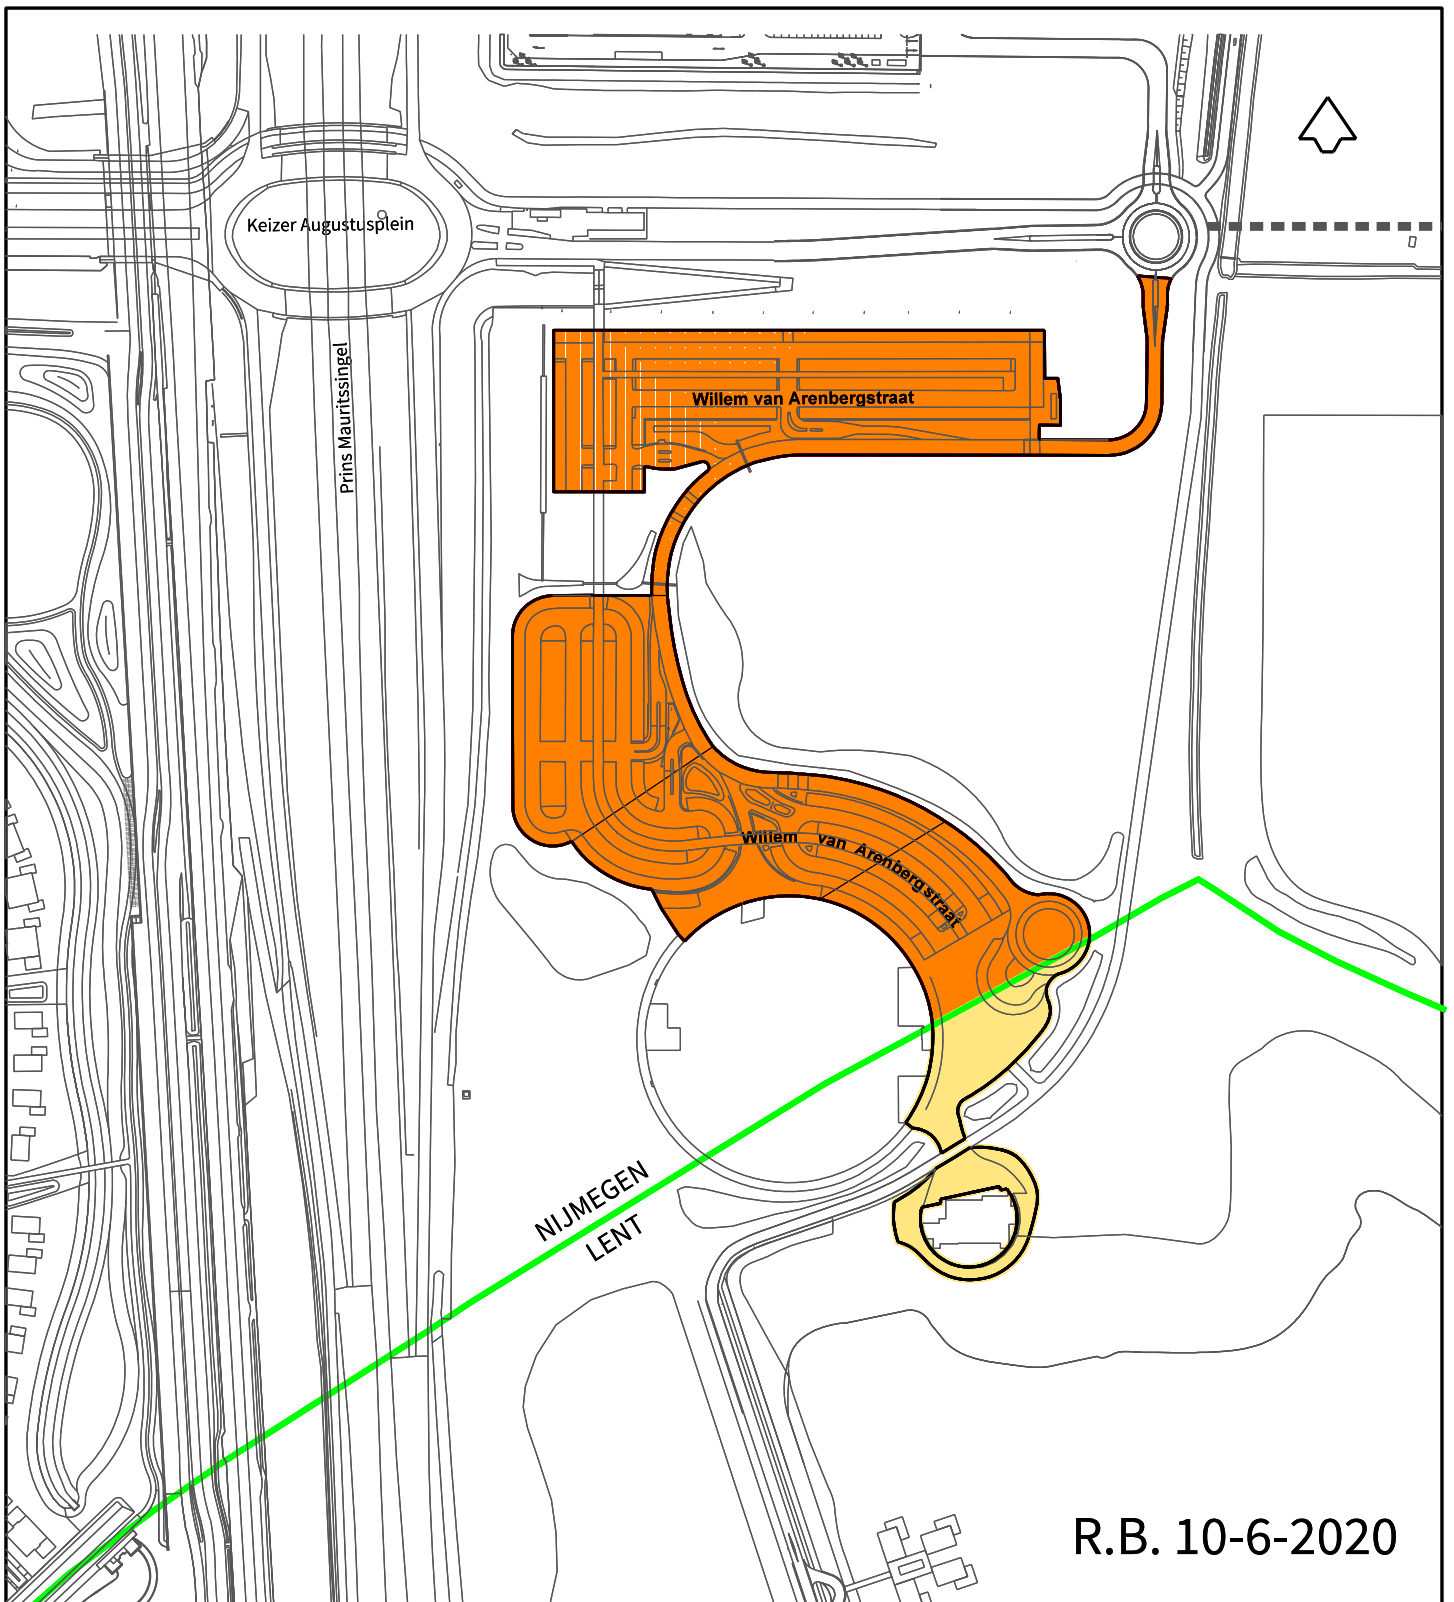 Keizer Augustusplein
Prins Mauritssingel
Willem van Arenbergstraat
Willem van Arenbergstraat
NIJMEGEN
LENT
R.B. 10-6-2020